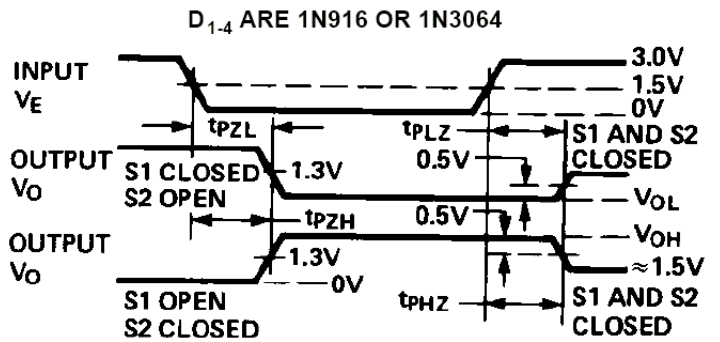 D1-4 ARE 1N916 OR 1N3064
INPUT
VE
3.0V
1.5V
0V
tPZL
tPLZ
S1 AND S2
CLOSED
OUTPUT
VO
S1 CLOSED
S2 OPEN
1.3V
0.5V
VOL
tPZH
0.5V
VOH
OUTPUT
VO
1.3V
0V
≈1.5V
S1 OPEN
S2 CLOSED
tPHZ
S1 AND S2
CLOSED